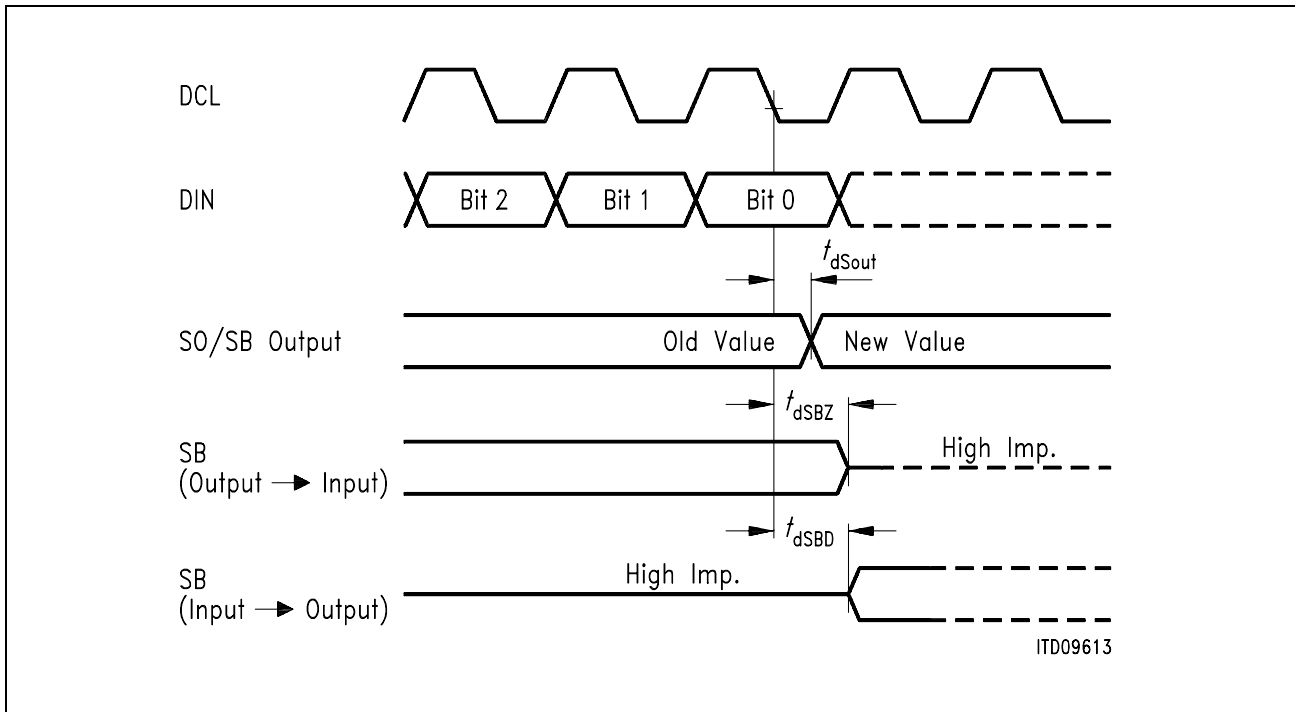 DCL
DIN
Bit 2
Bit 1
Bit 0
tdSout
SO/SB Output
Old Value
New Value
tdSBZ
SB
(Output → Input)
High Imp.
tdSBD
SB
(Input → Output)
High Imp.
ITD09613